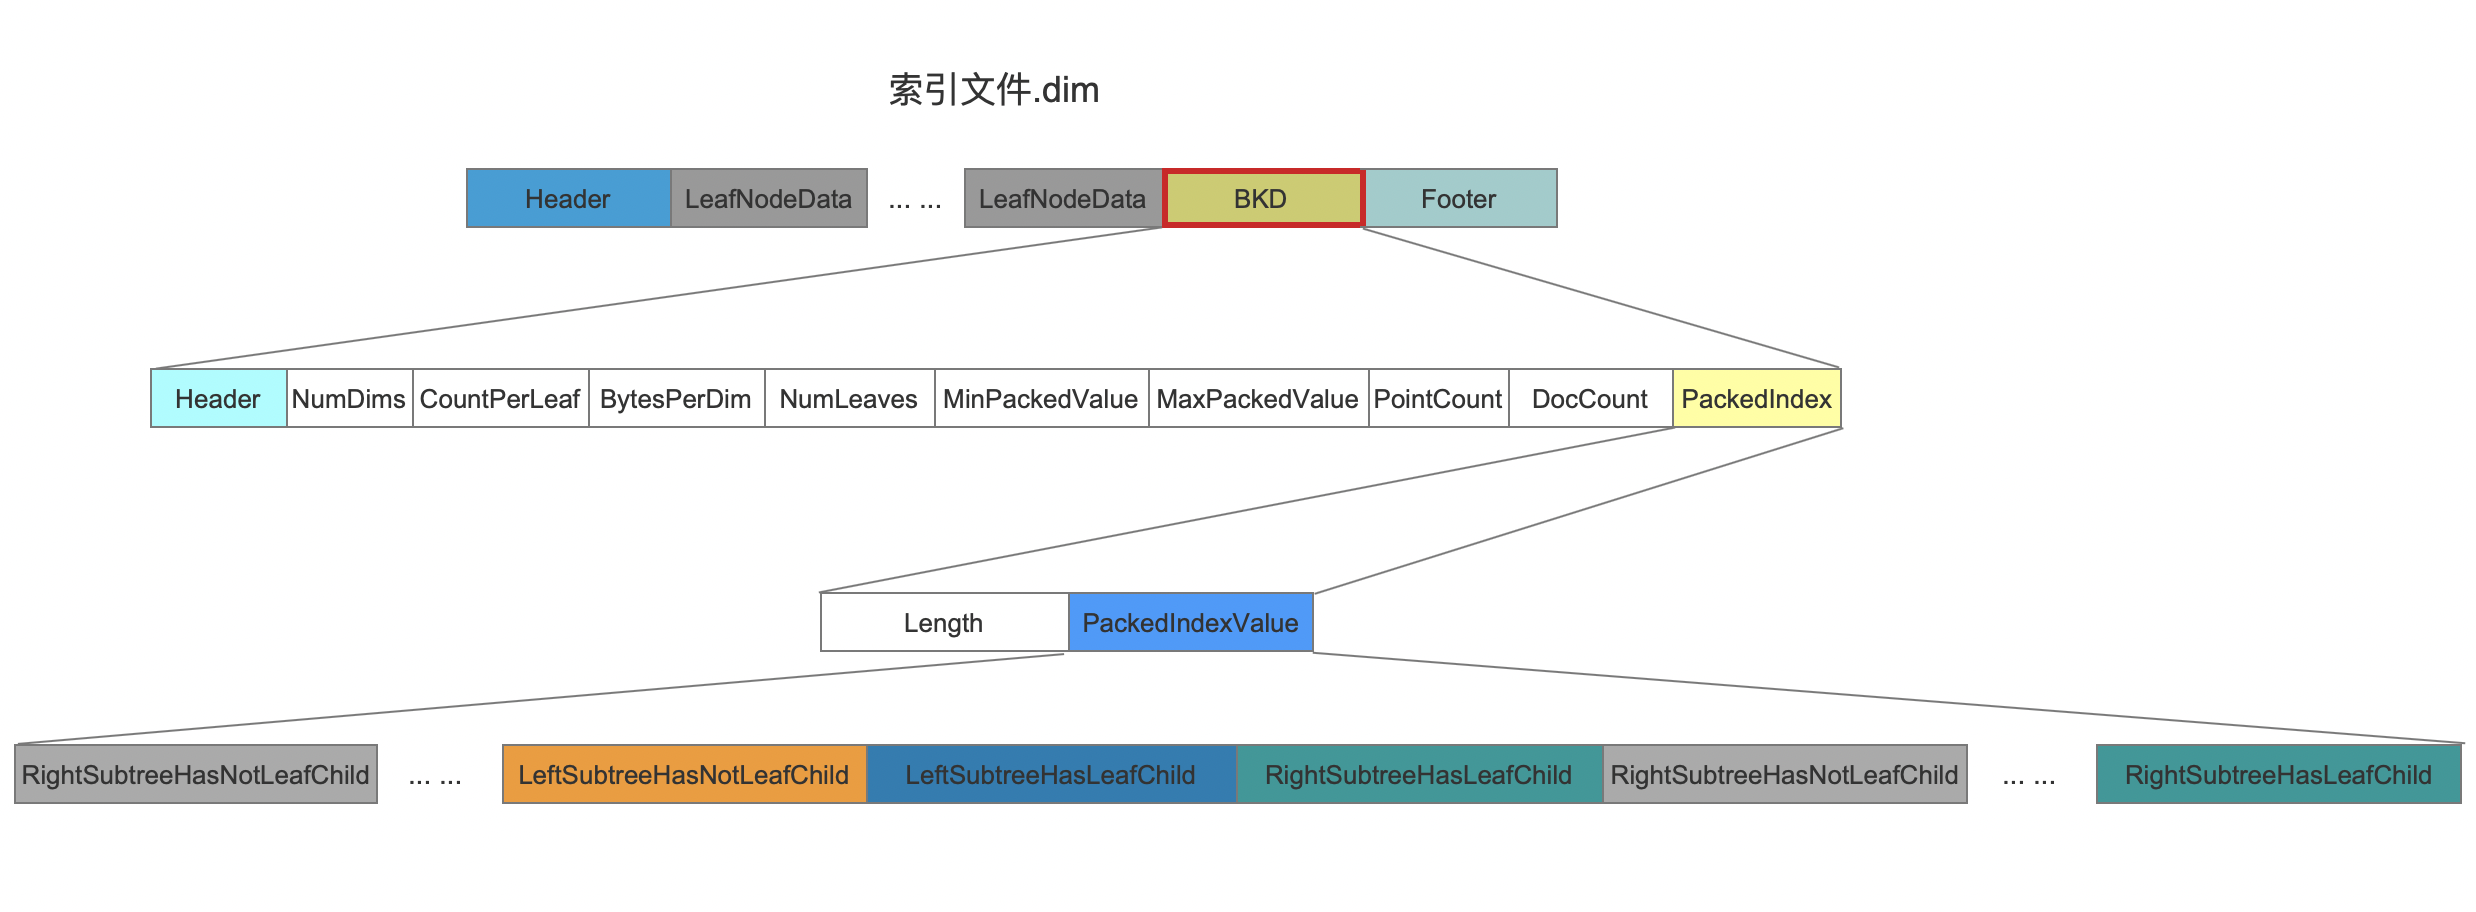 索引文件.dim
Header LeafNodeData ... ... LeafNodeData BKD Footer
Header NumDims CountPerLeaf BytesPerDim NumLeaves MinPackedValue MaxPackedValue PointCount DocCount PackedIndex
Length PackedIndexValue
RightSubtreeHasNotLeafChild ... ... LeftSubtreeHasNotLeafChild LeftSubtreeHasLeafChild RightSubtreeHasLeafChild RightSubtreeHasNotLeafChild ... ... RightSubtreeHasLeafChild